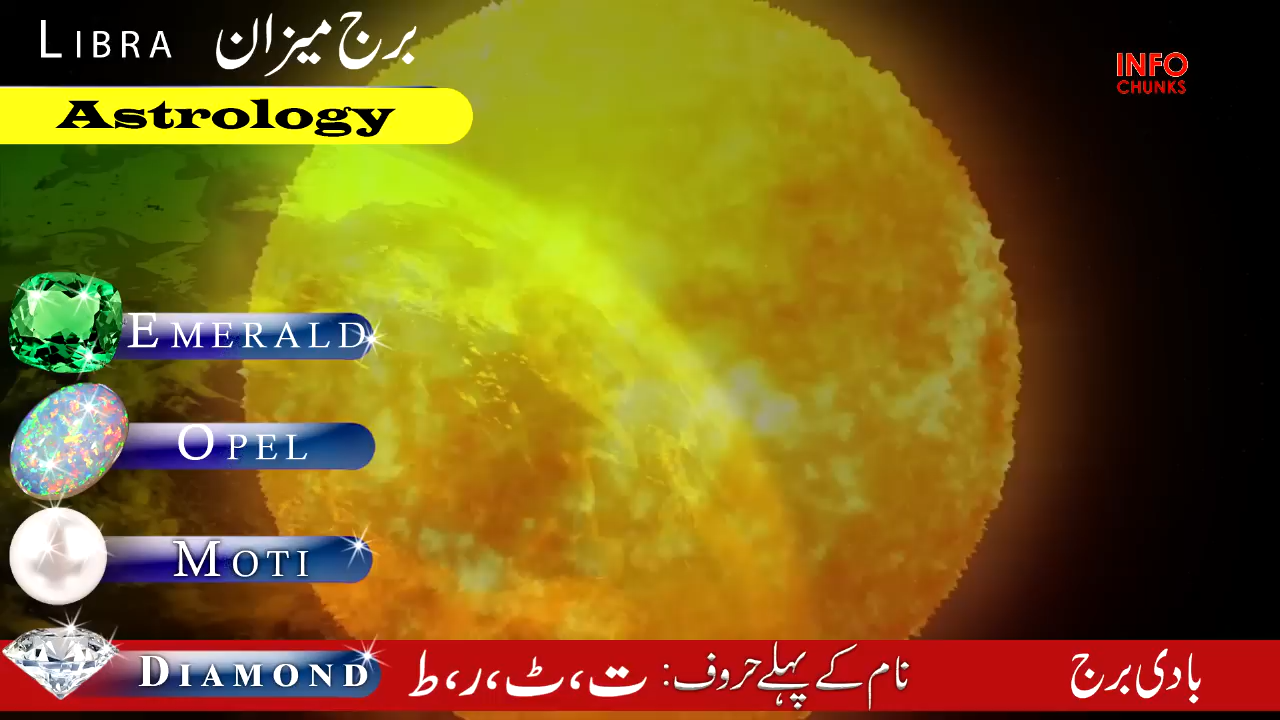 LIBRA برج میزان
INFO
CHUNKS
Astrology
EMERALD
OPEL
MOTI
DIAMOND
نام کے پہلے حروف: ت، ٹ، ر، ط
بادی برج